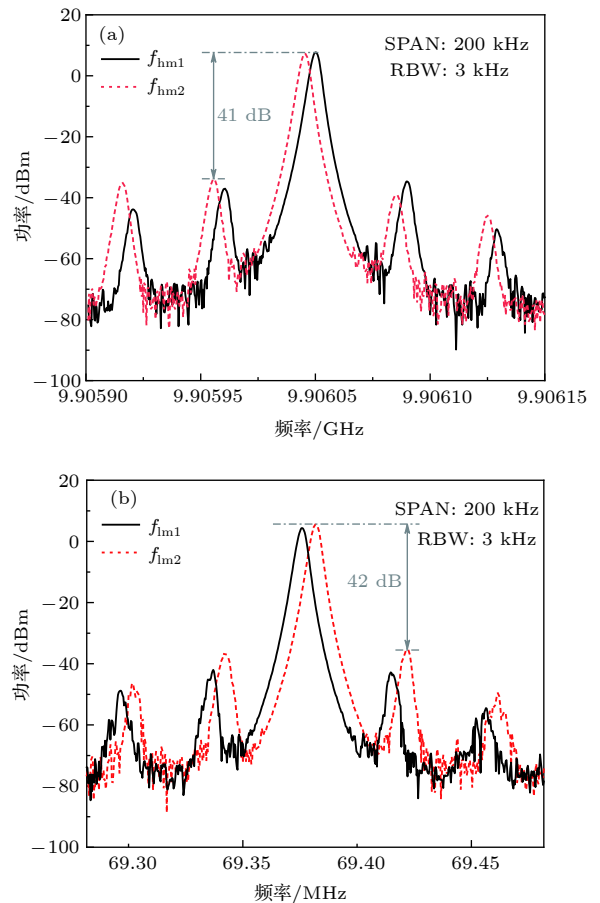 (a)
f_hm1
f_hm2
SPAN: 200 kHz
RBW: 3 kHz
41 dB
功率/dBm
20
0
−20
−40
−60
−80
−100
9.90590 9.90595 9.90605 9.90610 9.90615
频率/GHz
(b)
f_lm1
f_lm2
SPAN: 200 kHz
RBW: 3 kHz
42 dB
功率/dBm
20
0
−20
−40
−60
−80
−100
69.30 69.35 69.40 69.45
频率/MHz